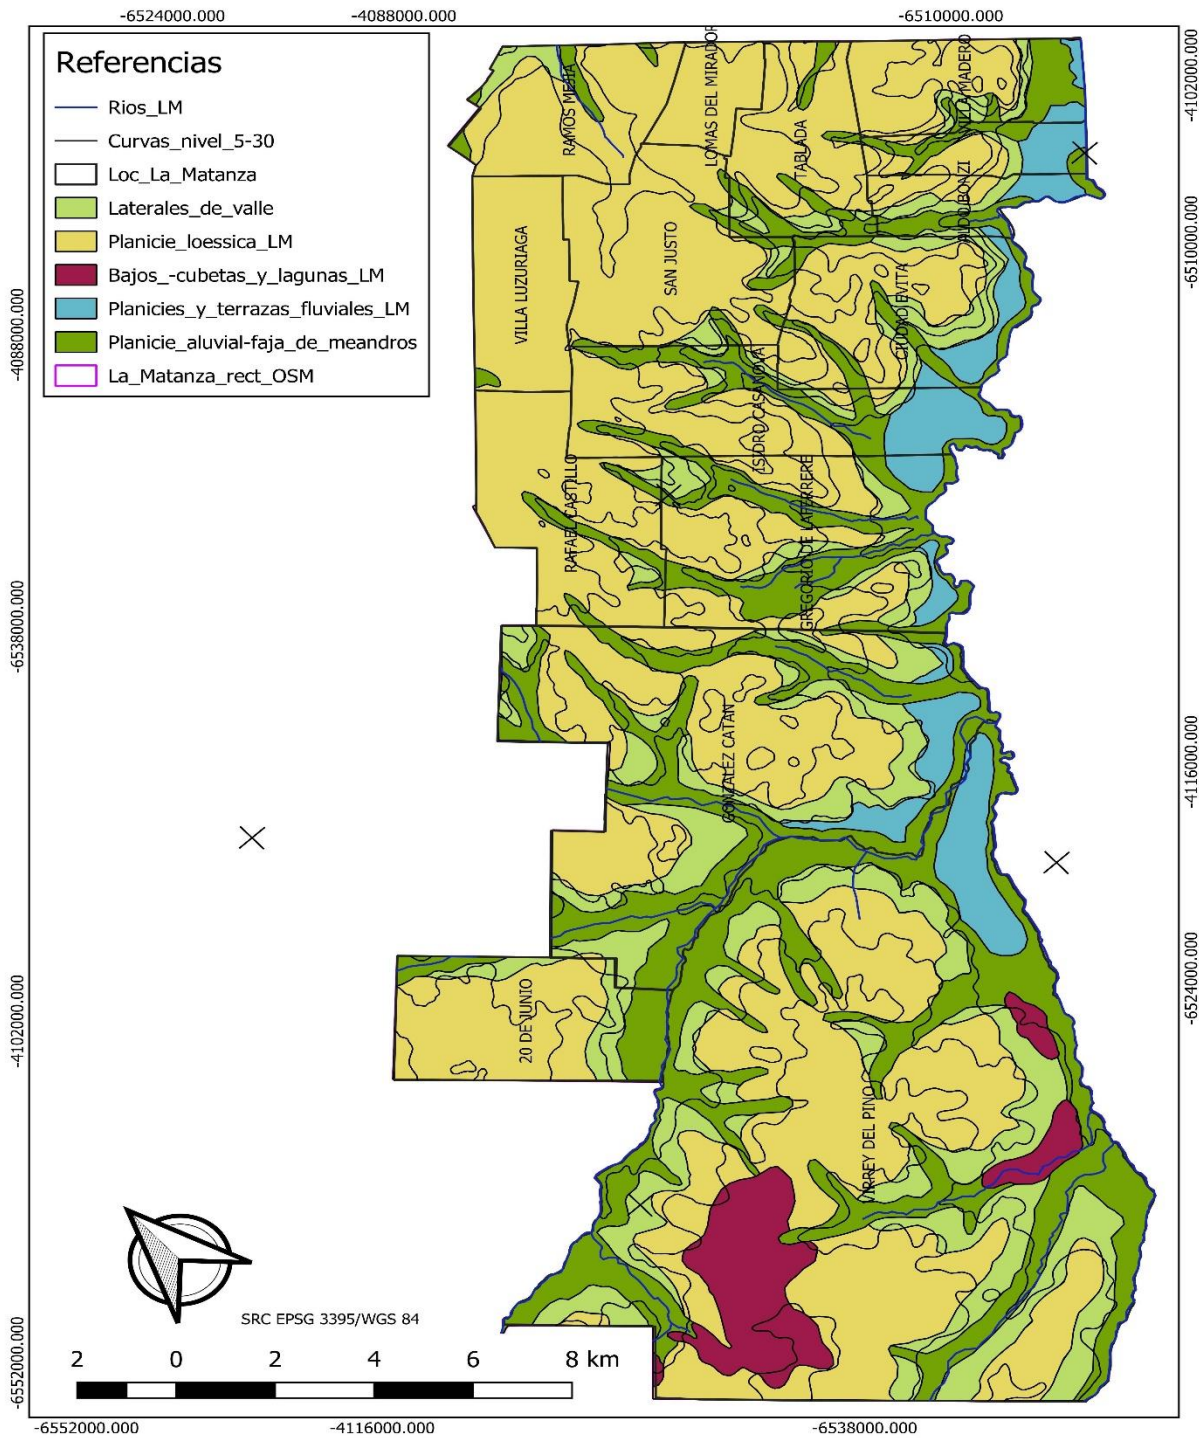 -6524000.000
-4088000.000
-6510000.000
Referencias
Rios_LM
Curvas_nivel_5-30
Loc_La_Matanza
Laterales_de_valle
Planicie_loessica_LM
Bajos_-cubetas_y_lagunas_LM
Planicies_y_terrazas_fluviales_LM
Planicie_aluvial-faja_de_meandros
La_Matanza_rect_OSM
RAMOS MEJIA
LOMAS DEL MIRADOR
TABLADA
VILLA MADERO
ALDO BONZI
VILLA LUZURIAGA
SAN JUSTO
CIUDAD EVITA
ISIDRO CASANOVA
RAFAEL CASTILLO
GREGORIO DE LAFERRERE
GONZALEZ CATAN
20 DE JUNIO
VIRREY DEL PINO
-4088000.000
-6538000.000
-4102000.000
-6552000.000
-4102000.000
-6510000.000
-4116000.000
-6524000.000
SRC EPSG 3395/WGS 84
2 0 2 4 6 8 km
-6552000.000
-4116000.000
-6538000.000